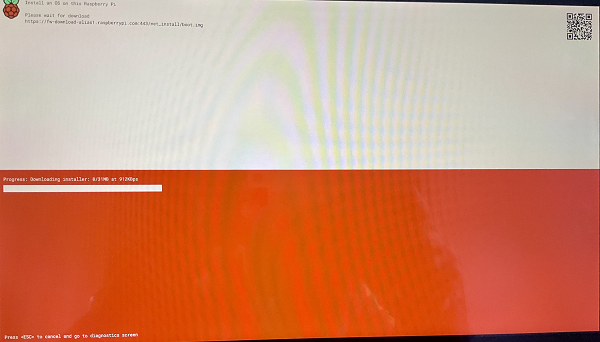 Install an OS on this Raspberry Pi
Please wait for download
https://fw-download-alias1.raspberrypi.com:443/net_install/boot.img
Progress: Downloading installer: 8/31MB at 912KBps
Press <ESC> to cancel and go to diagnostics screen